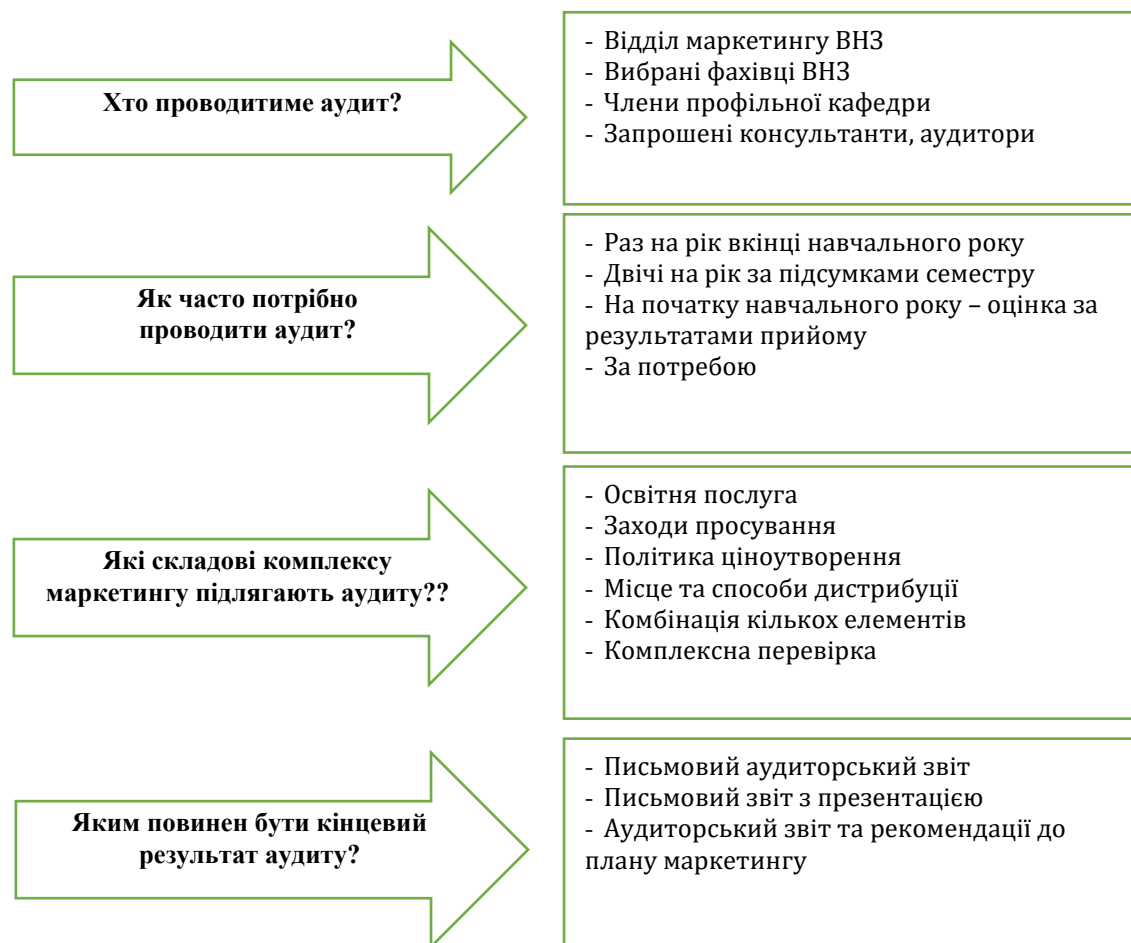 Хто проводитиме аудит?
- Відділ маркетингу ВНЗ
- Вибрані фахівці ВНЗ
- Члени профільної кафедри
- Запрошені консультанти, аудитори
Як часто потрібно
проводити аудит?
- Раз на рік вкінці навчального року
- Двічі на рік за підсумками семестру
- На початку навчального року – оцінка за
результатами прийому
- За потребою
Які складові комплексу
маркетингу підлягають аудиту??
- Освітня послуга
- Заходи просування
- Політика ціноутворення
- Місце та способи дистрибуції
- Комбінація кількох елементів
- Комплексна перевірка
Яким повинен бути кінцевий
результат аудиту?
- Письмовий аудиторський звіт
- Письмовий звіт з презентацією
- Аудиторський звіт та рекомендації до
плану маркетингу